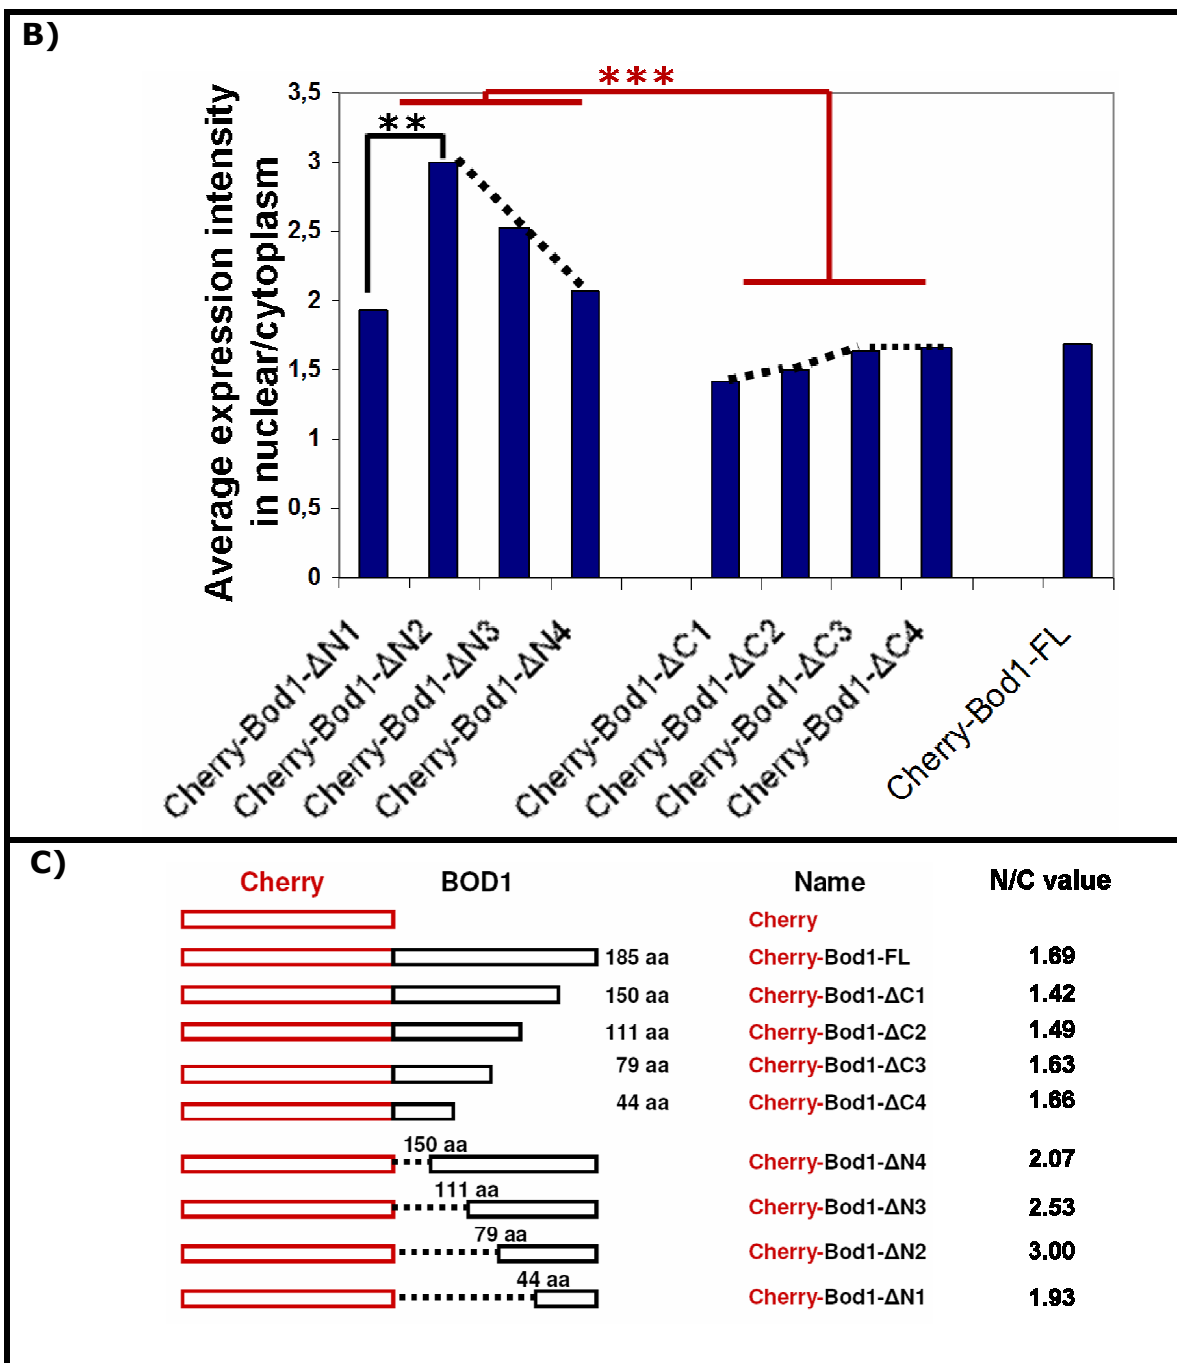 B)
***
**
Average expression intensity
in nuclear/cytoplasm
3,5
3
2,5
2
1,5
1
0,5
0
Cherry-Bod1-ΔN1
Cherry-Bod1-ΔN2
Cherry-Bod1-ΔN3
Cherry-Bod1-ΔN4
Cherry-Bod1-ΔC1
Cherry-Bod1-ΔC2
Cherry-Bod1-ΔC3
Cherry-Bod1-ΔC4
Cherry-Bod1-FL
C)
Cherry BOD1 Name N/C value
Cherry
185 aa Cherry-Bod1-FL 1.69
150 aa Cherry-Bod1-ΔC1 1.42
111 aa Cherry-Bod1-ΔC2 1.49
79 aa Cherry-Bod1-ΔC3 1.63
44 aa Cherry-Bod1-ΔC4 1.66
150 aa Cherry-Bod1-ΔN4 2.07
111 aa Cherry-Bod1-ΔN3 2.53
79 aa Cherry-Bod1-ΔN2 3.00
44 aa Cherry-Bod1-ΔN1 1.93